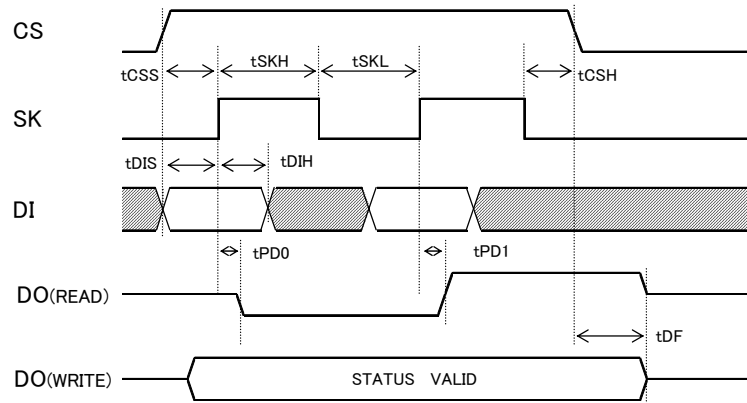 CS
tCSS tSKH tSKL tCSH
SK
tDIS tDIH
DI
tPD0 tPD1
DO(READ)
tDF
DO(WRITE) STATUS VALID